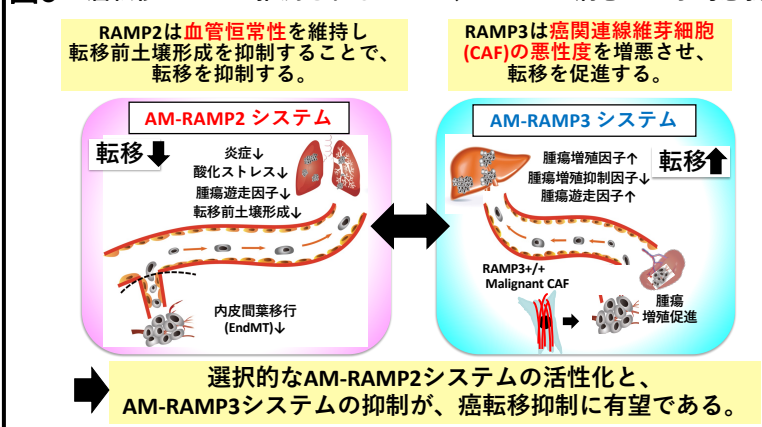 RAMP2は血管恒常性を維持し
転移前土壌形成を抑制することで、
転移を抑制する。
RAMP3は癌関連線維芽細胞
(CAF)の悪性度を増悪させ、
転移を促進する。
AM-RAMP2 システム
転移↓
炎症↓
酸化ストレス↓
腫瘍遊走因子↓
転移前土壌形成↓
内皮間葉移行
(EndMT)↓
AM-RAMP3 システム
腫瘍増殖因子↑
腫瘍増殖抑制因子↓
腫瘍遊走因子↑
転移↑
RAMP3+/+
Malignant CAF
腫瘍
増殖促進
選択的なAM-RAMP2システムの活性化と、
AM-RAMP3システムの抑制が、癌転移抑制に有望である。